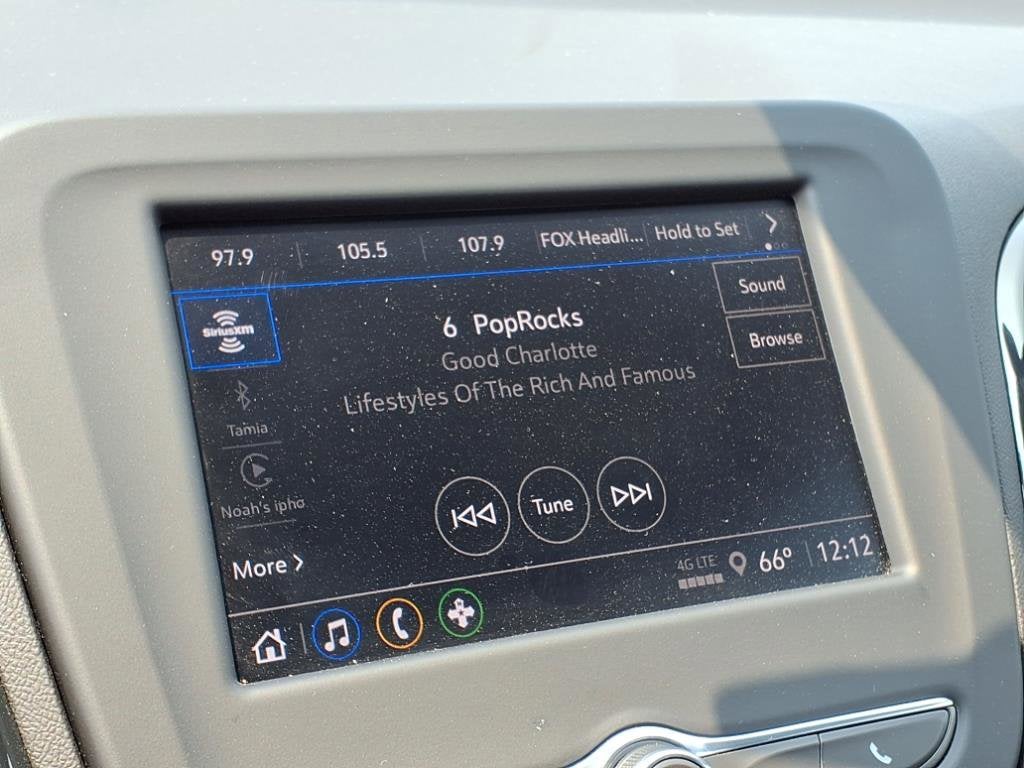 97.9 105.5 107.9 FOX Headli... Hold to Set
SiriusXM
6 PopRocks
Good Charlotte
Lifestyles Of The Rich And Famous
Sound
Browse
Tamia
Noah's ipho
More
Tune
4G LTE 66° 12:12